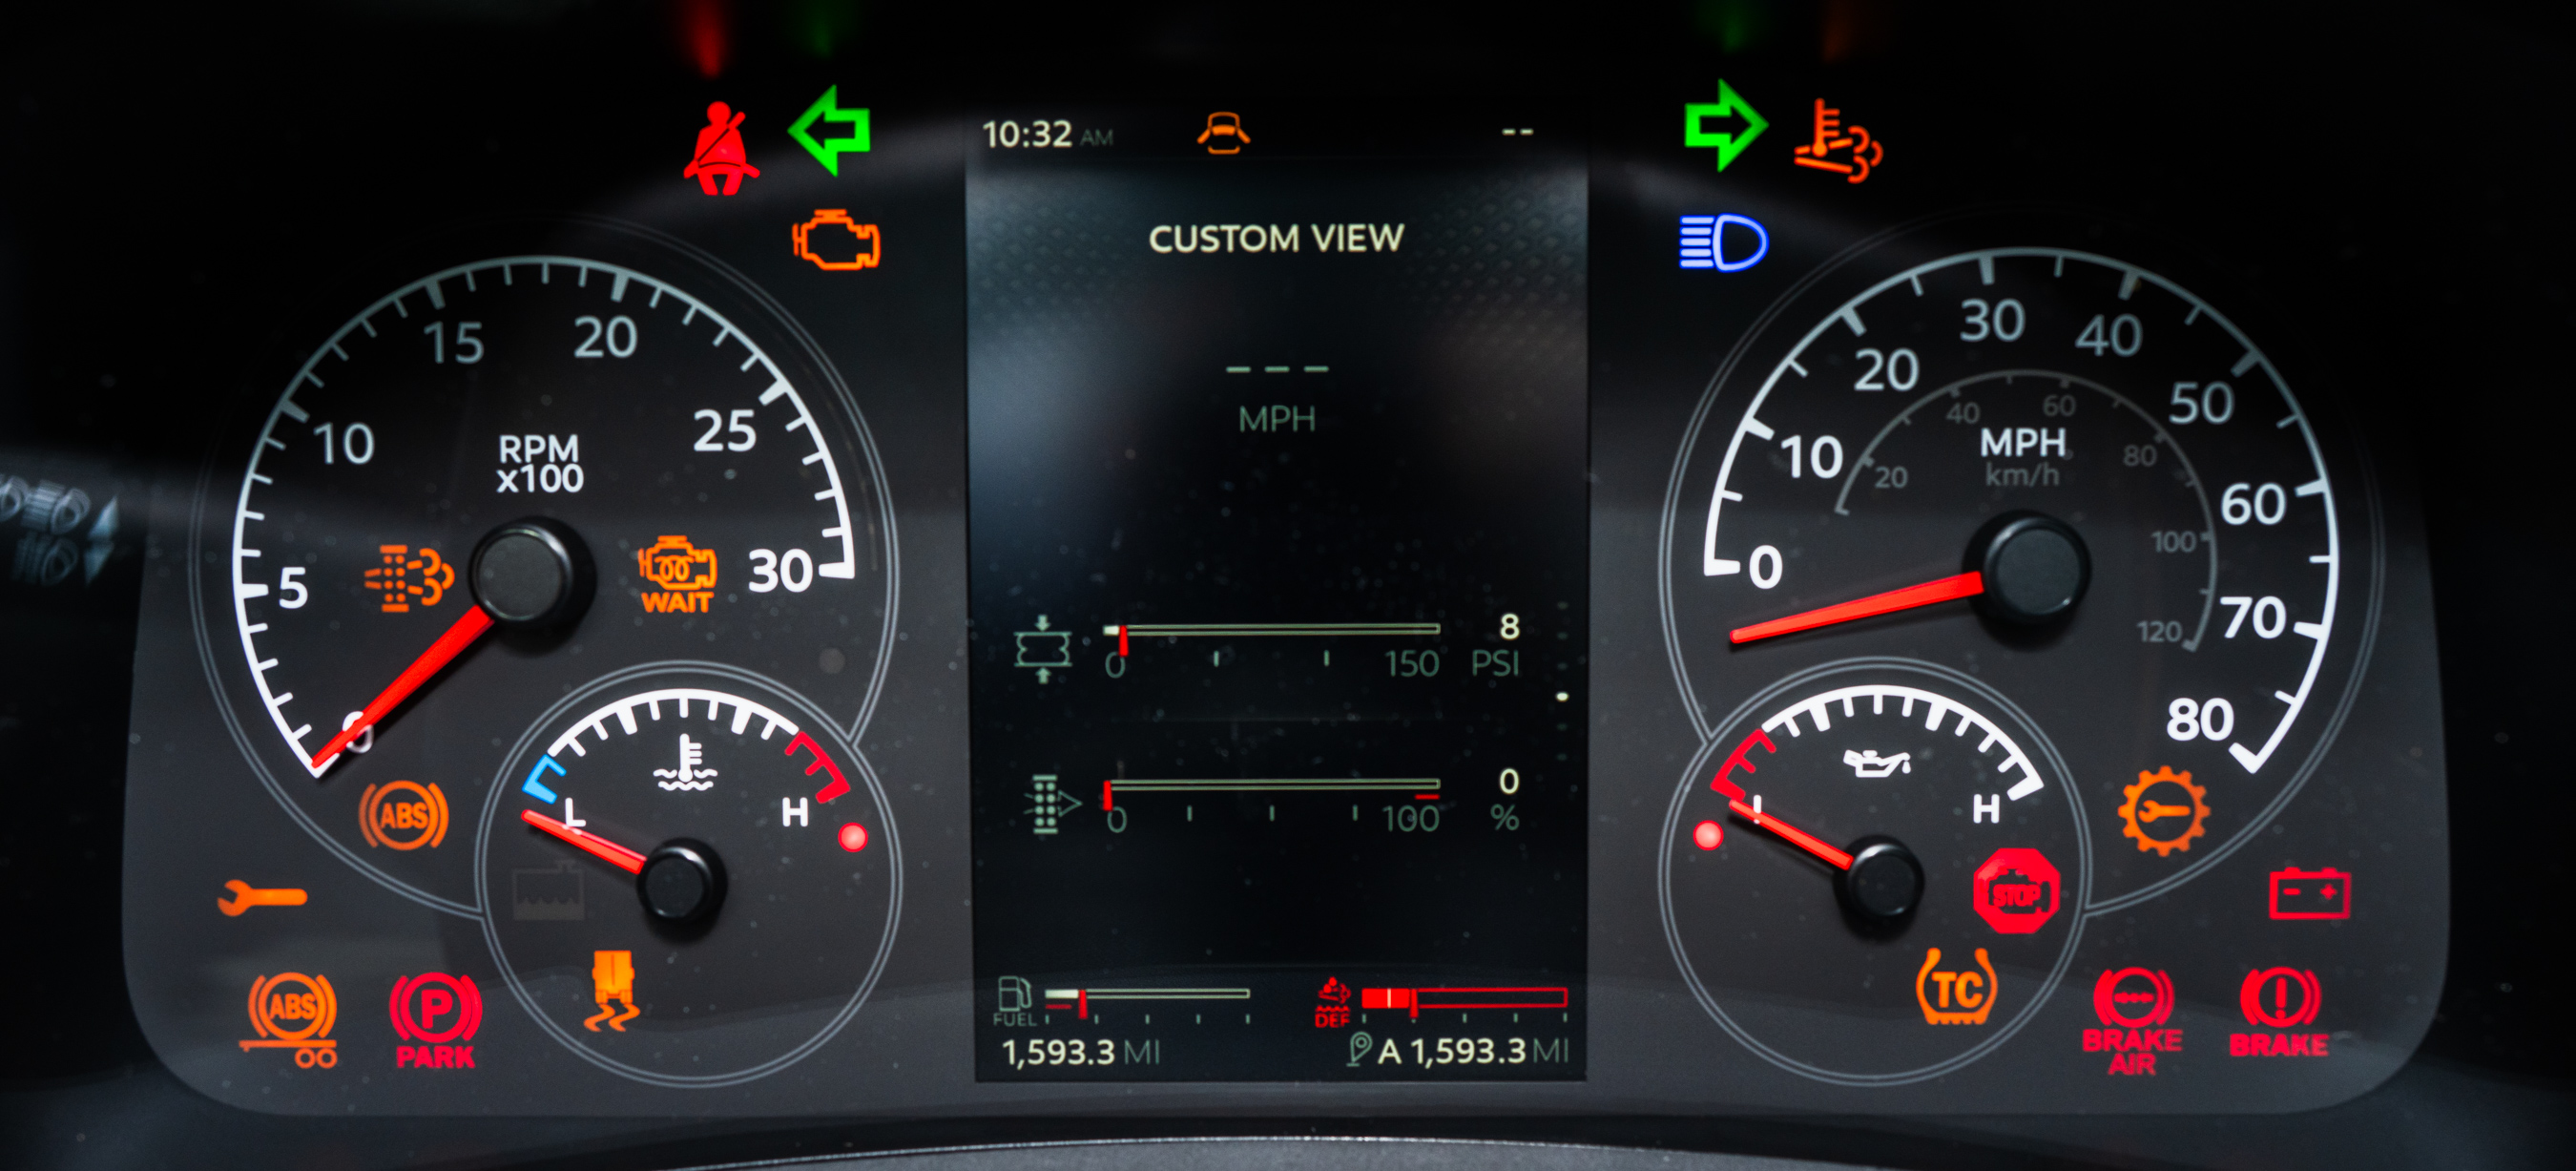 10:32 AM
--
CUSTOM VIEW
--- MPH
5
10
15
20
25
30
RPM
x100
WAIT
ABS
L
H
ABS
P
PARK
8
0
150
PSI
0
0
100
%
FUEL
DEF
1,593.3 MI
A 1,593.3 MI
0
10
20
30
40
50
60
70
80
MPH
km/h
20
40
60
80
100
120
H
STOP
TC
- +
BRAKE
AIR
!
BRAKE